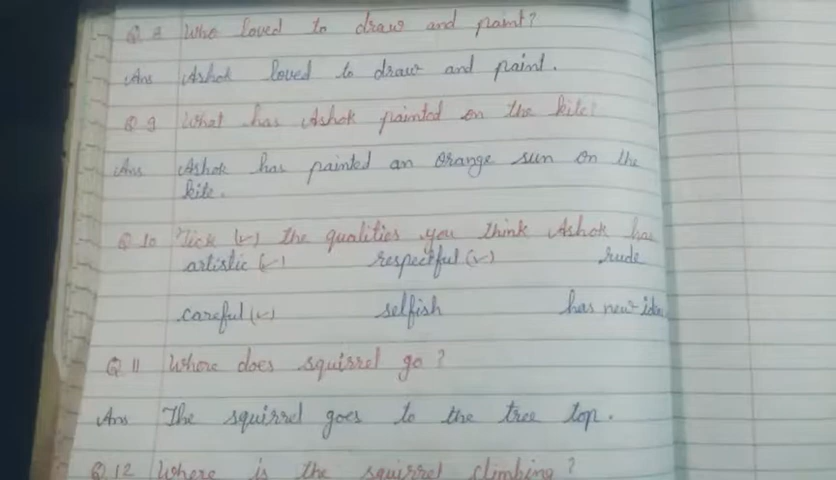 Q 8 Who loved to draw and paint?
Ans Ashok loved to draw and paint.
Q 9 What has Ashok painted on the kite?
Ans Ashok has painted an orange sun on the
kite.
Q 10 Tick (✓) the qualities you think Ashok has
artistic (✓) respectful (✓) rude
careful (✓) selfish has new idea
Q 11 Where does squirrel go?
Ans The squirrel goes to the tree top.
Q.12 Where is the squirrel climbing?